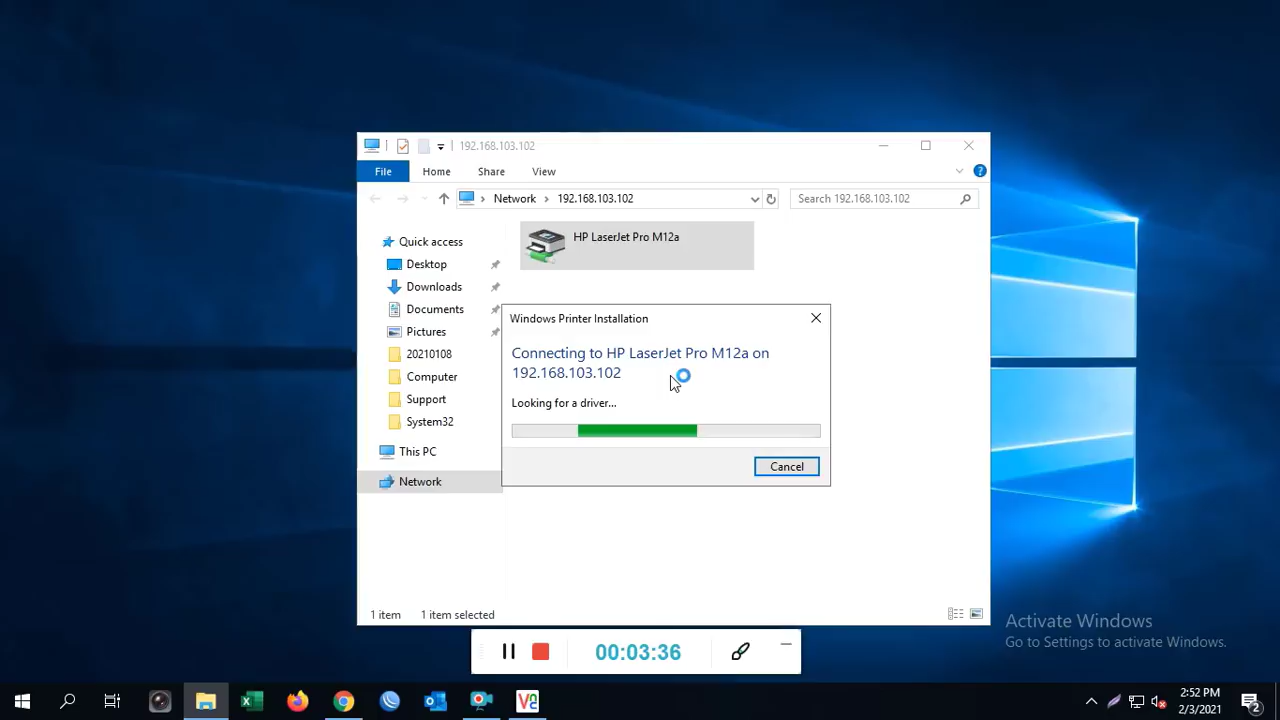 192.168.103.102
File Home Share View
Network 192.168.103.102 Search 192.168.103.102
Quick access
Desktop
Downloads
Documents
Pictures
20210108
Computer
Support
System32
This PC
Network
HP LaserJet Pro M12a
Windows Printer Installation
Connecting to HP LaserJet Pro M12a on
192.168.103.102
Looking for a driver...
Cancel
1 item 1 item selected
Activate Windows
Go to Settings to activate Windows.
00:03:36
2:52 PM
2/3/2021
2